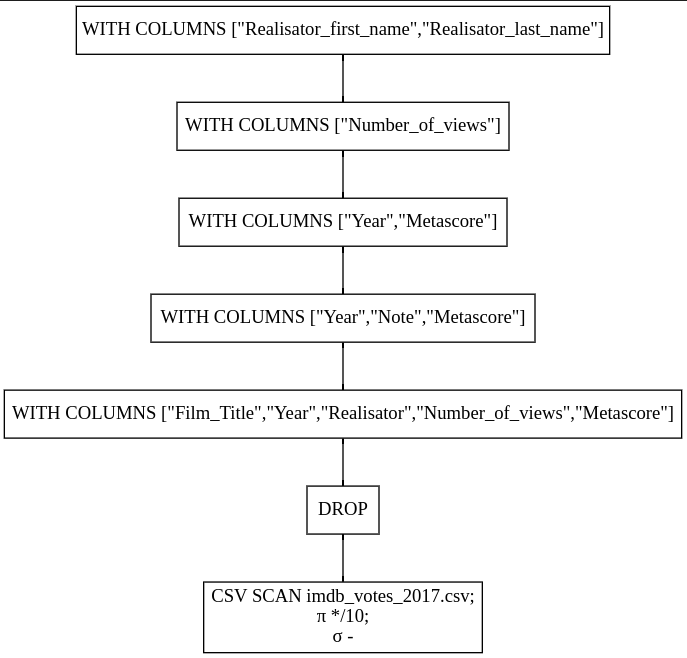 WITH COLUMNS ["Realisator_first_name","Realisator_last_name"]
WITH COLUMNS ["Number_of_views"]
WITH COLUMNS ["Year","Metascore"]
WITH COLUMNS ["Year","Note","Metascore"]
WITH COLUMNS ["Film_Title","Year","Realisator","Number_of_views","Metascore"]
DROP
CSV SCAN imdb_votes_2017.csv;
π */10;
σ -